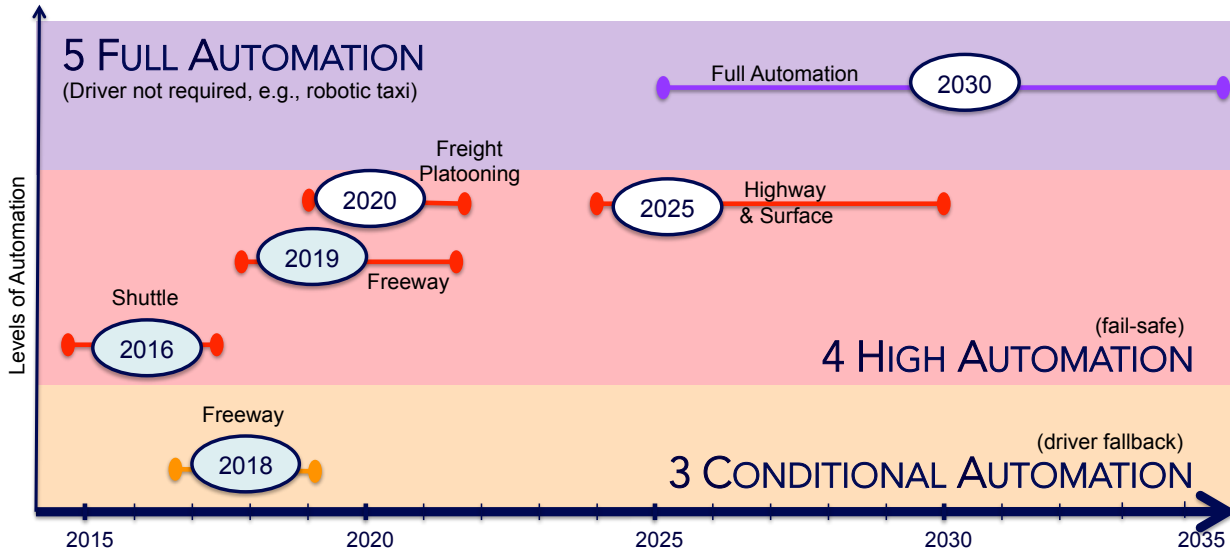 5 FULL AUTOMATION
(Driver not required, e.g., robotic taxi)
Full Automation
2030
Freight
Platooning
2020
2025
Highway
& Surface
2019
Freeway
Shuttle
2016
(fail-safe)
4 HIGH AUTOMATION
Levels of Automation
Freeway
2018
(driver fallback)
3 CONDITIONAL AUTOMATION
2015
2020
2025
2030
2035